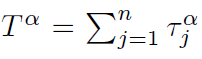 T^α = ∑_{j=1}^{n} τ_j^α